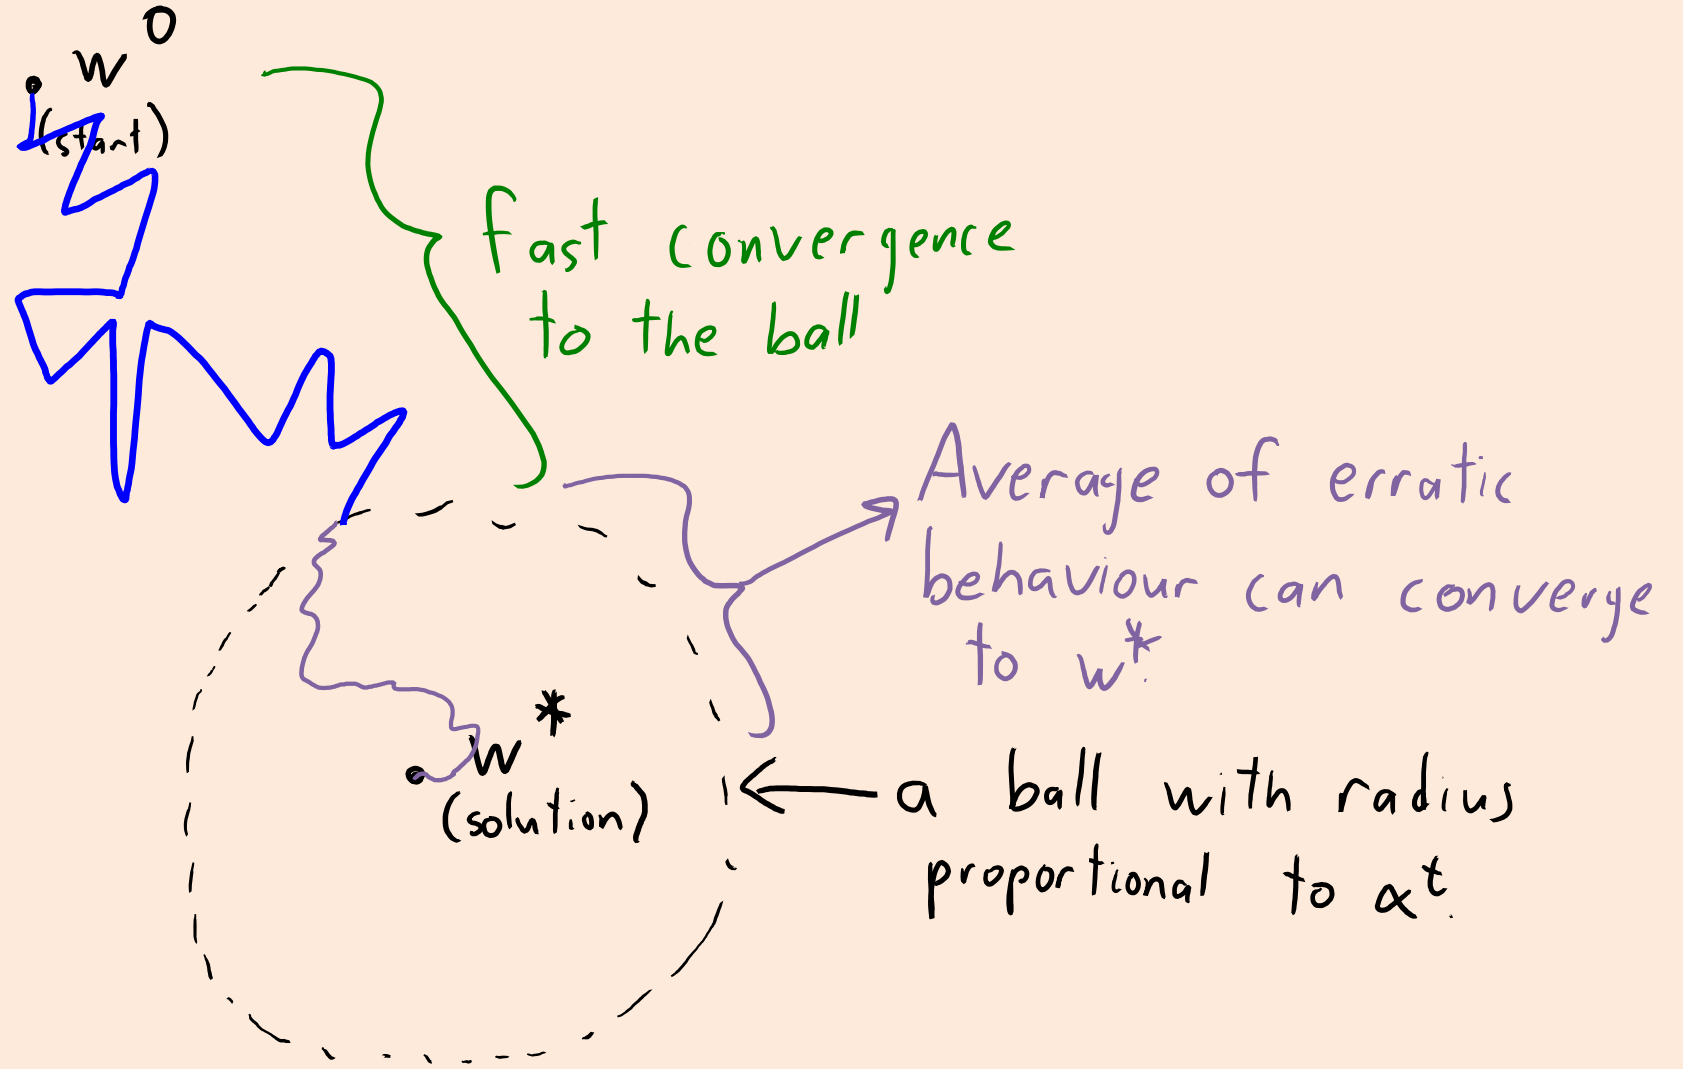 w⁰
(start)
fast convergence
to the ball
Average of erratic
behaviour can converge
to w*.
w*
(solution)
a ball with radius
proportional to αᵗ.